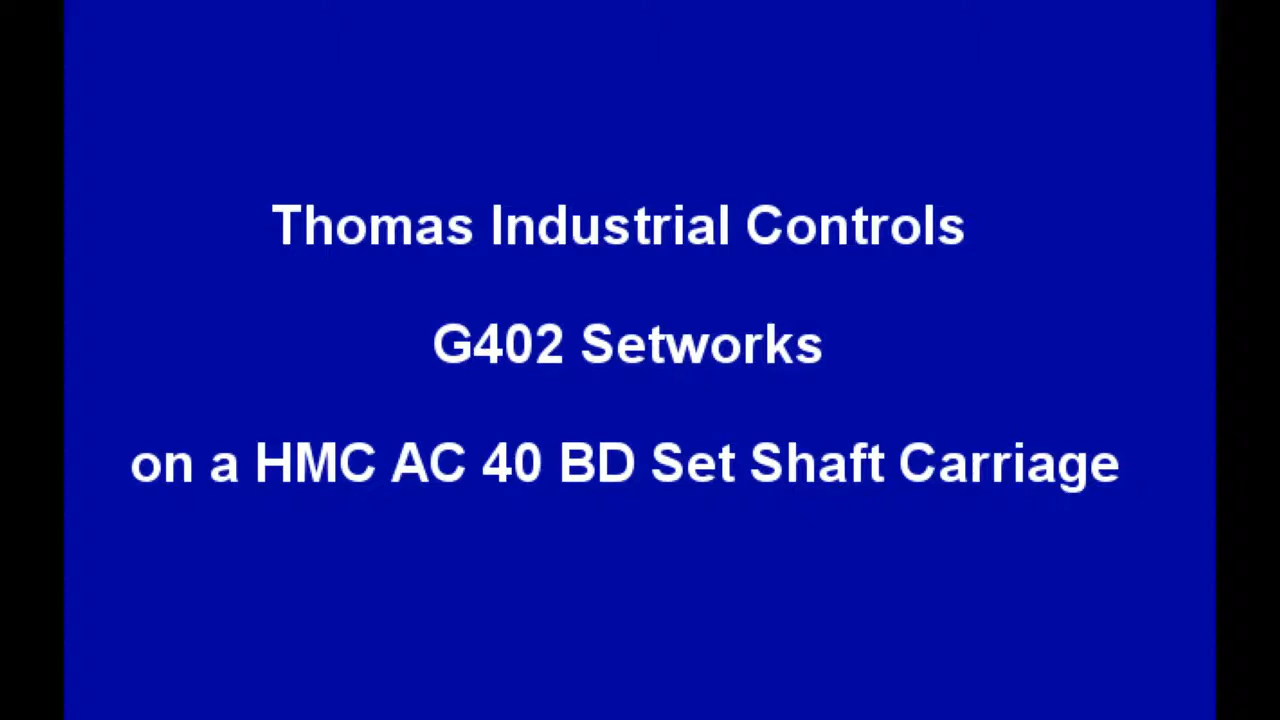 Thomas Industrial Controls
G402 Setworks
on a HMC AC 40 BD Set Shaft Carriage